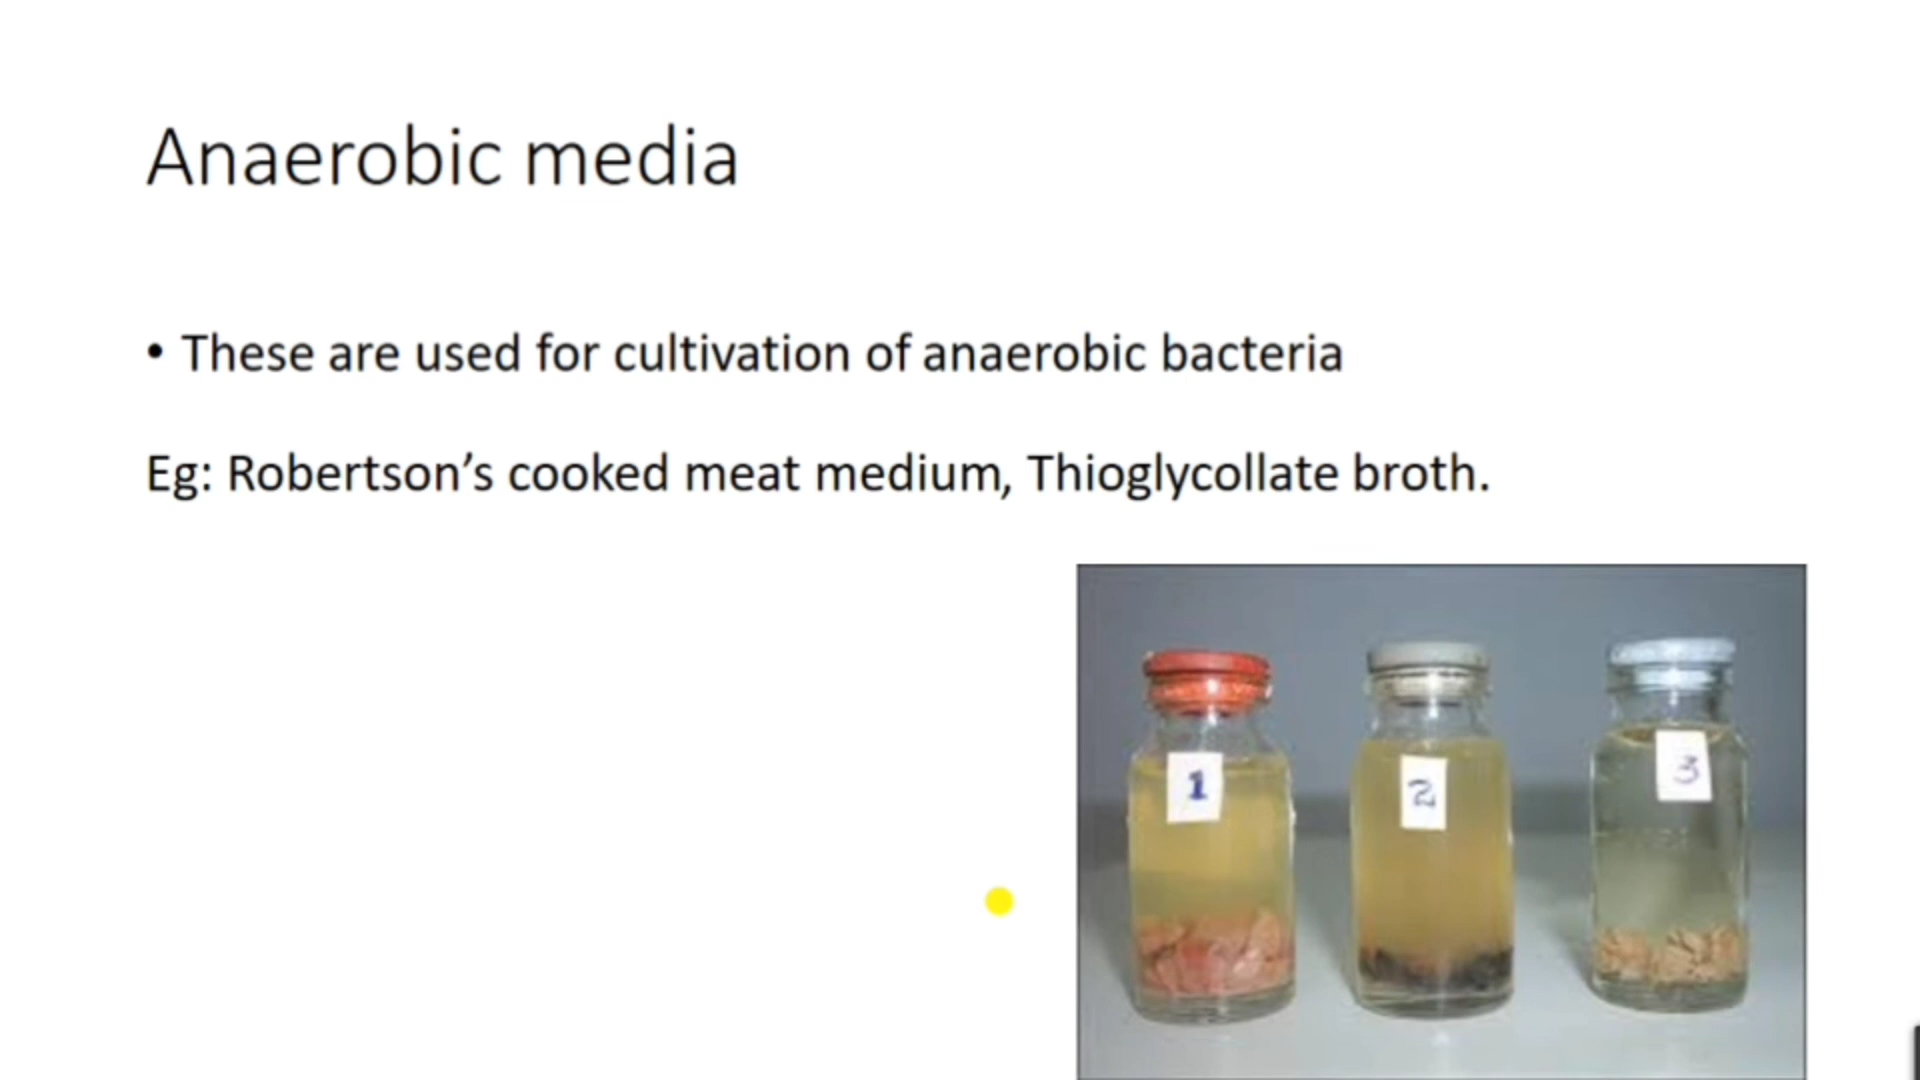 Anaerobic media
• These are used for cultivation of anaerobic bacteria
Eg: Robertson’s cooked meat medium, Thioglycollate broth.
1
2
3